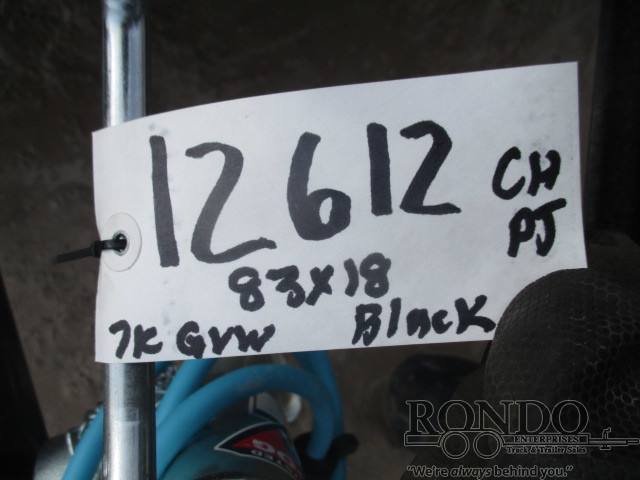 12612
CH
PJ
83x18
7K GVW Black
RONDO
ENTERPRISES
Truck & Trailer Sales
"We're always behind you."